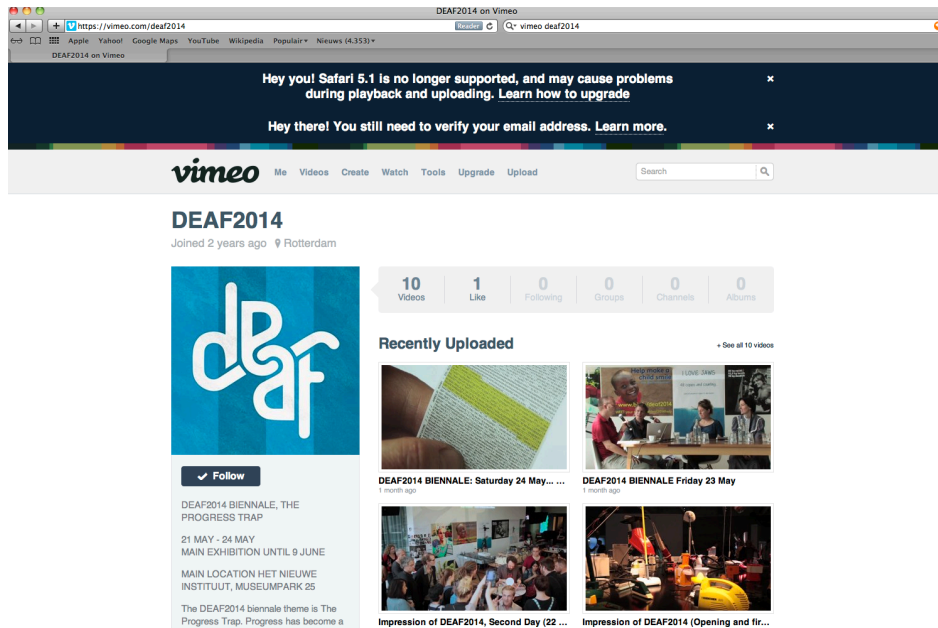 DEAF2014 on Vimeo
https://vimeo.com/deaf2014
Reader
vimeo deaf2014
Apple Yahoo! Google Maps YouTube Wikipedia Populair▾ Nieuws (4.353)▾
DEAF2014 on Vimeo
Hey you! Safari 5.1 is no longer supported, and may cause problems
during playback and uploading. Learn how to upgrade
Hey there! You still need to verify your email address. Learn more.
vimeo Me Videos Create Watch Tools Upgrade Upload Search
DEAF2014
Joined 2 years ago Rotterdam
deaf
10 1 0 0 0 0
Videos Like Following Groups Channels Albums
Recently Uploaded
+ See all 10 videos
Help make a
child smile
I LOVE JAWS
DEAF2014 BIENNALE: Saturday 24 May... ...
1 month ago
DEAF2014 BIENNALE Friday 23 May
1 month ago
Follow
DEAF2014 BIENNALE, THE
PROGRESS TRAP
21 MAY - 24 MAY
MAIN EXHIBITION UNTIL 9 JUNE
MAIN LOCATION HET NIEUWE
INSTITUUT, MUSEUMPARK 25
The DEAF2014 biennale theme is The
Progress Trap. Progress has become a
Impression of DEAF2014, Second Day (22 ...
Impression of DEAF2014 (Opening and fir...